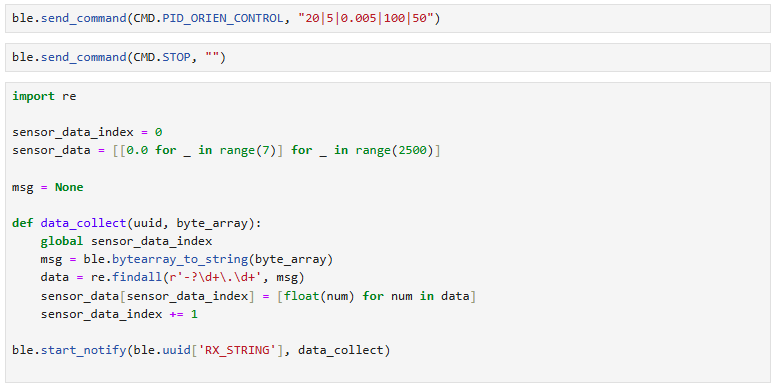 ble.send_command(CMD.PID_ORIEN_CONTROL, "20|5|0.005|100|50")
ble.send_command(CMD.STOP, "")
import re
sensor_data_index = 0
sensor_data = [[0.0 for _ in range(7)] for _ in range(2500)]
msg = None
def data_collect(uuid, byte_array):
    global sensor_data_index
    msg = ble.bytearray_to_string(byte_array)
    data = re.findall(r'-?\d+\.\d+', msg)
    sensor_data[sensor_data_index] = [float(num) for num in data]
    sensor_data_index += 1
ble.start_notify(ble.uuid['RX_STRING'], data_collect)